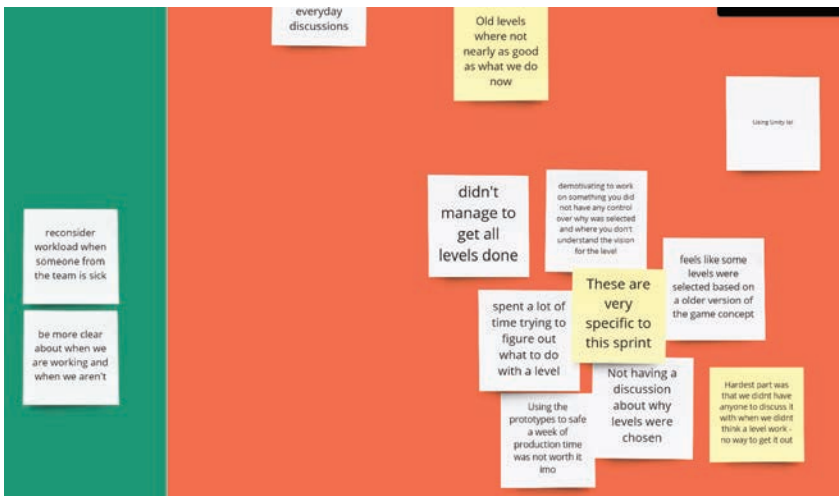 everyday
discussions
Old levels
where not
nearly as good
as what we do
now
Using Unity lol
didn't
manage to
get all
levels done
demotivating to work
on something you did
not have any control
over why was selected
and where you don't
understand the vision
for the level
reconsider
workload when
someone from
the team is sick
feels like some
levels were
selected based on
a older version of
the game concept
These are
very
specific to
this sprint
spent a lot of
time trying to
figure out
what to do
with a level
be more clear
about when we
are working and
when we aren't
Not having a
discussion
about why
levels were
chosen
Hardest part was
that we didnt have
anyone to discuss it
with when we didnt
think a level work -
no way to get it out
Using the
prototypes to safe
a week of
production time
was not worth it
imo